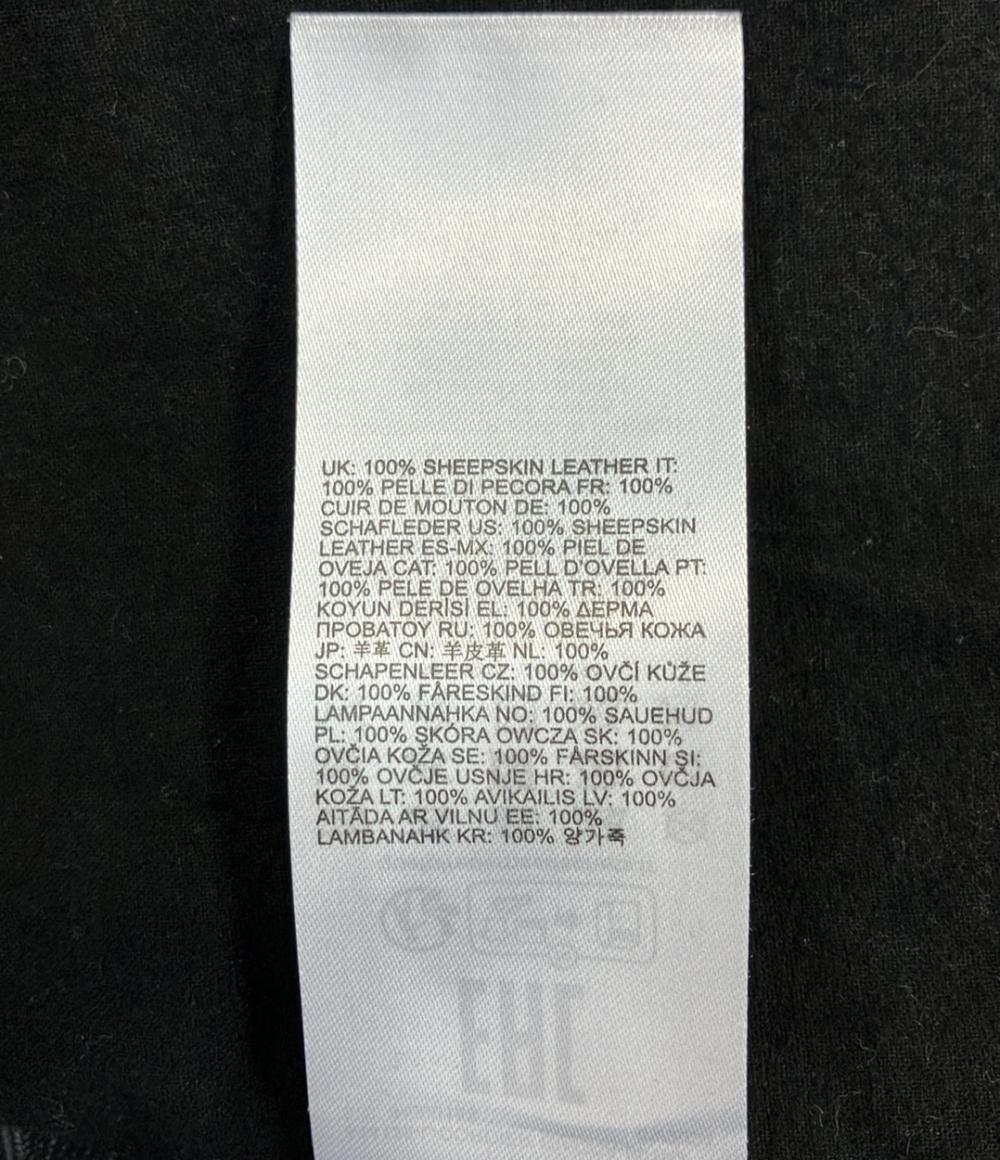 UK: 100% SHEEPSKIN LEATHER IT:
100% PELLE DI PECORA FR: 100%
CUIR DE MOUTON DE: 100%
SCHAFLEDER US: 100% SHEEPSKIN
LEATHER ES-MX: 100% PIEL DE
OVEJA CAT: 100% PELL D'OVELLA PT:
100% PELE DE OVELHA TR: 100%
KOYUN DERİSİ EL: 100% ΔΕΡΜΑ
ΠΡΟΒΑΤΟΥ RU: 100% ОВЕЧЬЯ КОЖА
JP: 羊革 CN: 羊皮革 NL: 100%
SCHAPENLEER CZ: 100% OVČÍ KŮŽE
DK: 100% FÅRESKIND FI: 100%
LAMPAANNAHKA NO: 100% SAUEHUD
PL: 100% SKÓRA OWCZA SK: 100%
OVČIA KOŽA SE: 100% FÅRSKINN SI:
100% OVČJE USNJE HR: 100% OVČJA
KOŽA LT: 100% AVIKAILIS LV: 100%
AITĀDA AR VILNU EE: 100%
LAMBANAHK KR: 100% 양가죽